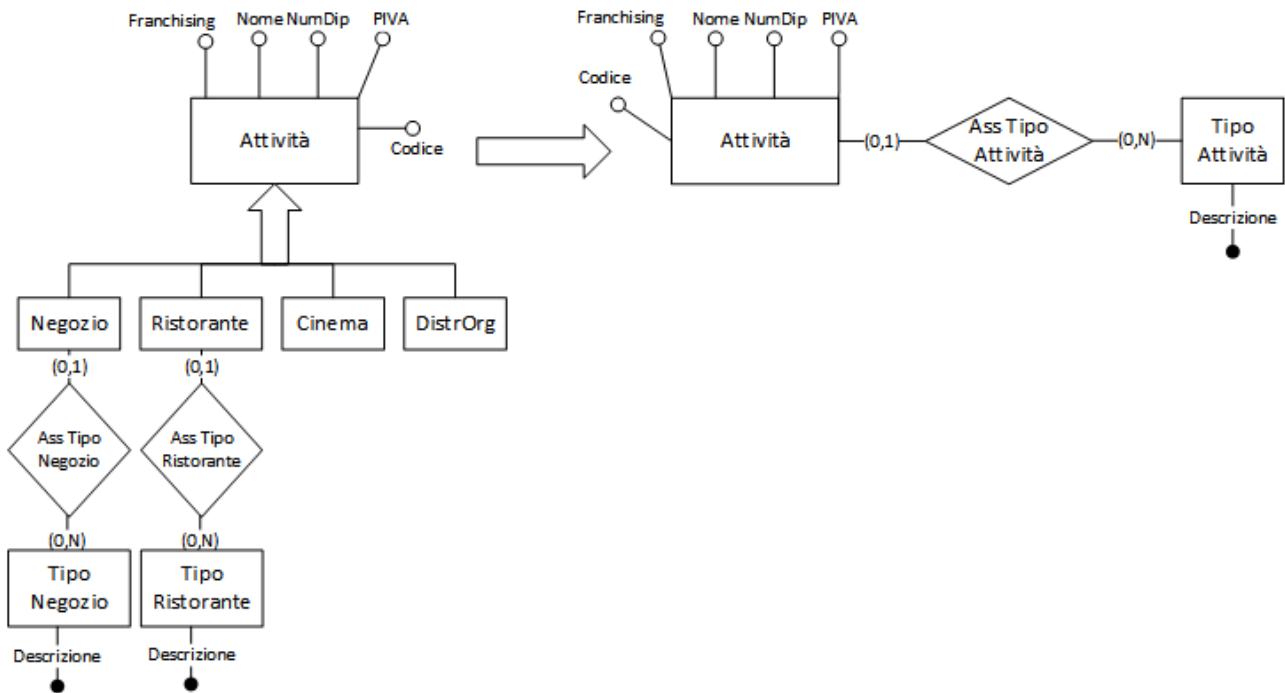 Franchising Nome NumDip PIVA
Codice
Attività
Negozio Ristorante Cinema DistrOrg
(0,1) (0,1)
Ass Tipo Negozio
Ass Tipo Ristorante
(0,N) (0,N)
Tipo Negozio
Tipo Ristorante
Descrizione Descrizione
Franchising Nome NumDip PIVA
Codice
Attività
(0,1)
Ass Tipo Attività
(0,N)
Tipo Attività
Descrizione